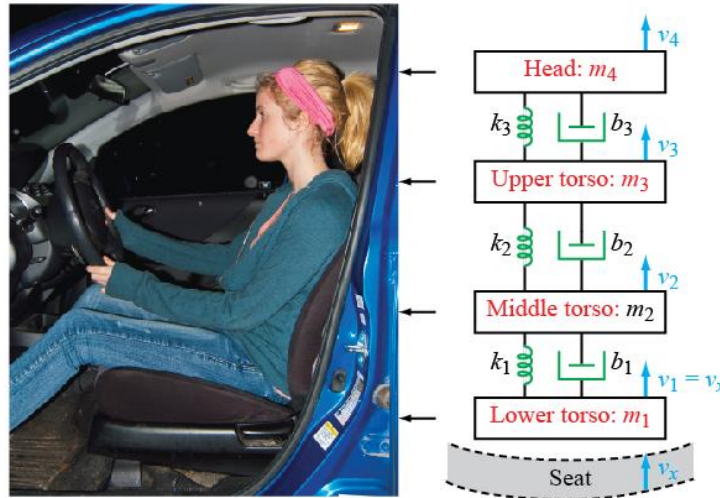 v4
Head: m4
k3
b3
v3
Upper torso: m3
k2
b2
v2
Middle torso: m2
k1
b1
v1 = vx
Lower torso: m1
Seat
vx